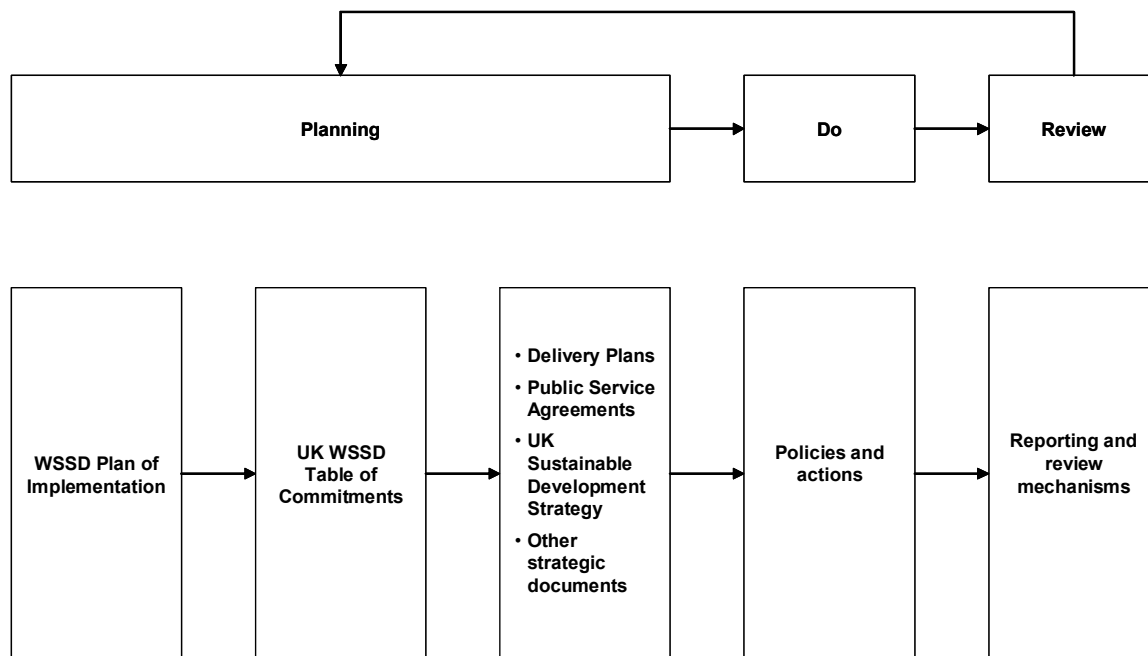 Planning
Do
Review
WSSD Plan of
Implementation
UK WSSD
Table of
Commitments
• Delivery Plans
• Public Service
Agreements
• UK
Sustainable
Development
Strategy
• Other
strategic
documents
Policies and
actions
Reporting and
review
mechanisms